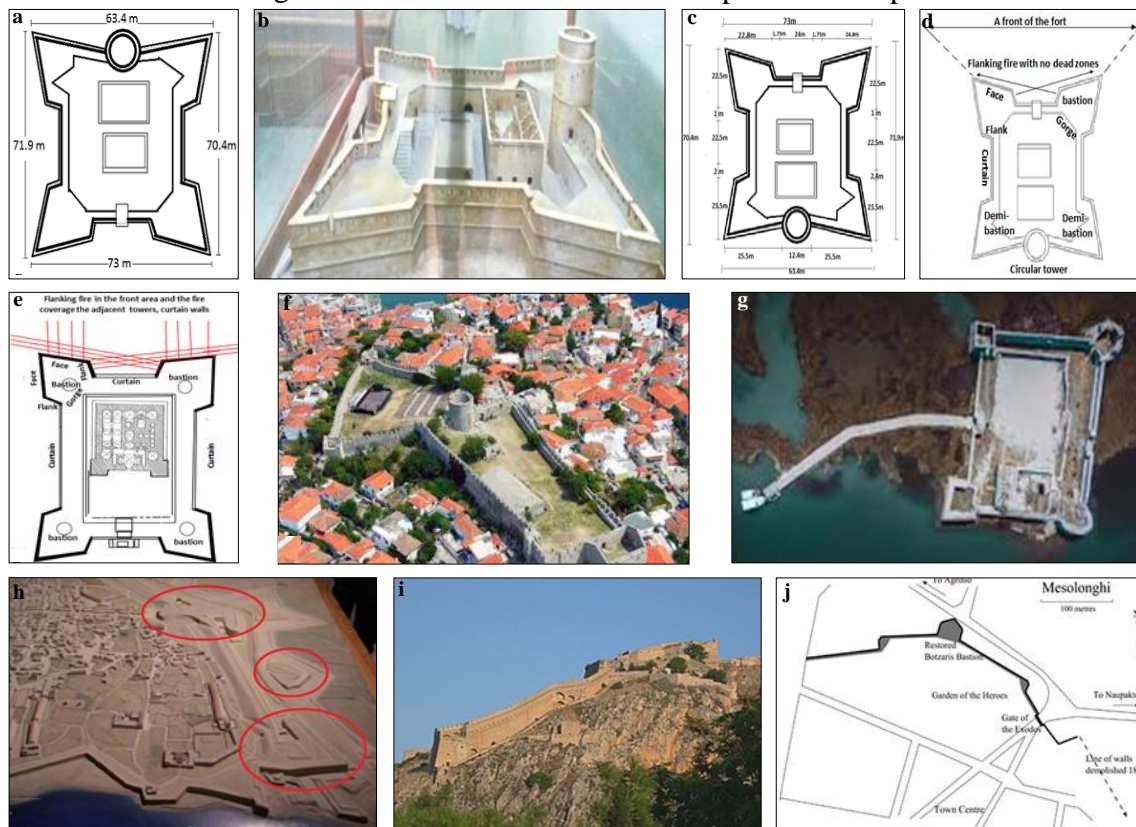 a
63.4 m
71.9 m
70.4m
73 m
b
c
73m
22.8m
1.75m
24m
1.75m
24.8m
22.5m
22.5m
70.4m
1 m
22.5m
22.5m
71.9m
2 m
2.4m
23.5m
23.5m
25.5m
12.4m
25.5m
63.4m
d
A front of the fort
Flanking fire with no dead zones
Face
bastion
Flank
Gorge
Curtain
Demi-
bastion
Demi-
bastion
Circular tower
e
Flanking fire in the front area and the fire
coverage the adjacent towers, curtain walls
Face
Face
Flank
Curtain
Bastion
bastion
Gorge
Flank
Curtain
Curtain
bastion
bastion
f
g
h
i
j
To Agrinio
Mesolonghi
100 metres
Restored
Botzaris Bastion
Garden of the Heroes
To Naupakt
Gate of
the Exodus
Line of walls
demolished 18
Town Centre